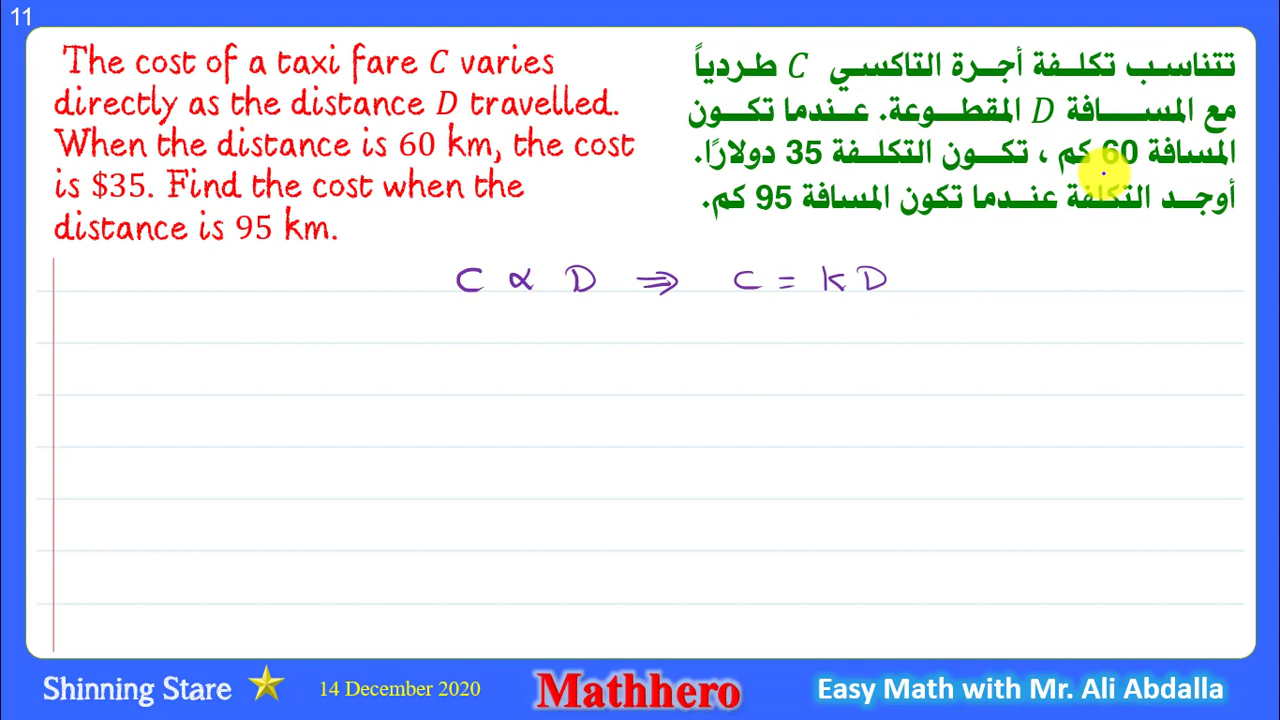 11
The cost of a taxi fare C varies
directly as the distance D travelled.
When the distance is 60 km, the cost
is $35. Find the cost when the
distance is 95 km.
تتناسب تكلفة أجرة التاكسي C طردياً
مع المسافة D المقطوعة. عندما تكون
المسافة 60 كم ، تكون التكلفة 35 دولارًا.
أوجد التكلفة عندما تكون المسافة 95 كم.
C ∝ D ⇒ C = kD
Shinning Stare
14 December 2020
Mathhero
Easy Math with Mr. Ali Abdalla